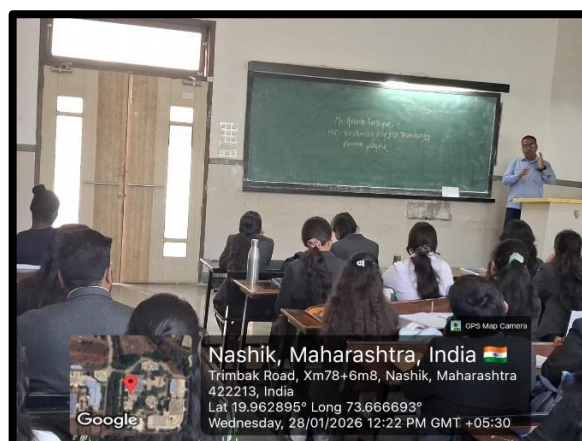 GPS Map Camera
Nashik, Maharashtra, India 🇮🇳
Trimbak Road, Xm78+6m8, Nashik, Maharashtra
422213, India
Lat 19.962895° Long 73.666693°
Wednesday, 28/01/2026 12:22 PM GMT +05:30
Google